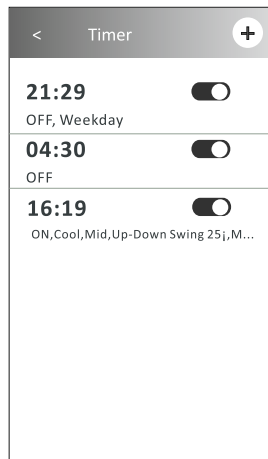 < Timer +
21:29
OFF, Weekday
04:30
OFF
16:19
ON,Cool,Mid,Up-Down Swing 25¡,M...